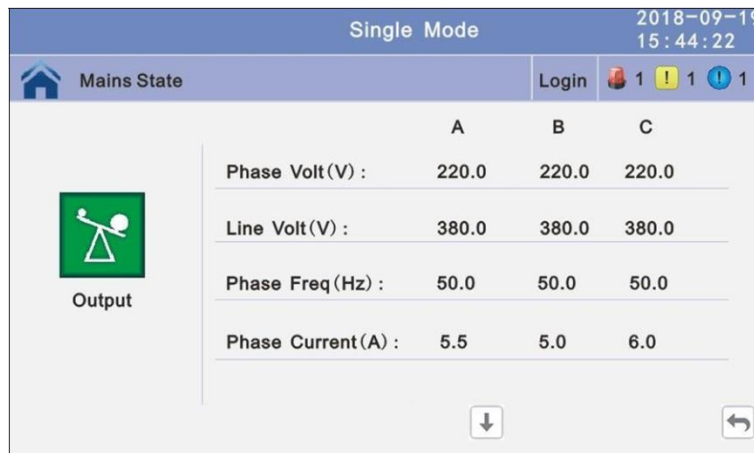 Single Mode
2018-09-19
15:44:22
Mains State
Login
1
1
1
A B C
Phase Volt(V): 220.0 220.0 220.0
Line Volt(V): 380.0 380.0 380.0
Phase Freq(Hz): 50.0 50.0 50.0
Output
Phase Current(A): 5.5 5.0 6.0